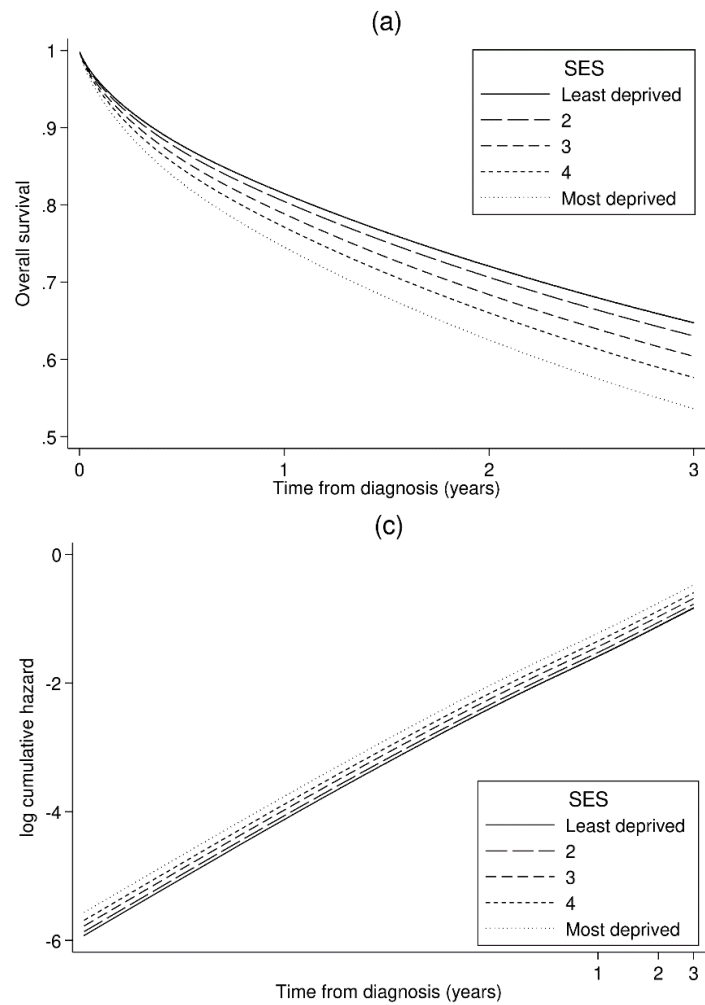 (a)
Overall survival
1
.9
.8
.7
.6
.5
SES
Least deprived
2
3
4
Most deprived
0
1
2
3
Time from diagnosis (years)
(c)
log cumulative hazard
0
-2
-4
-6
SES
Least deprived
2
3
4
Most deprived
1
2
3
Time from diagnosis (years)